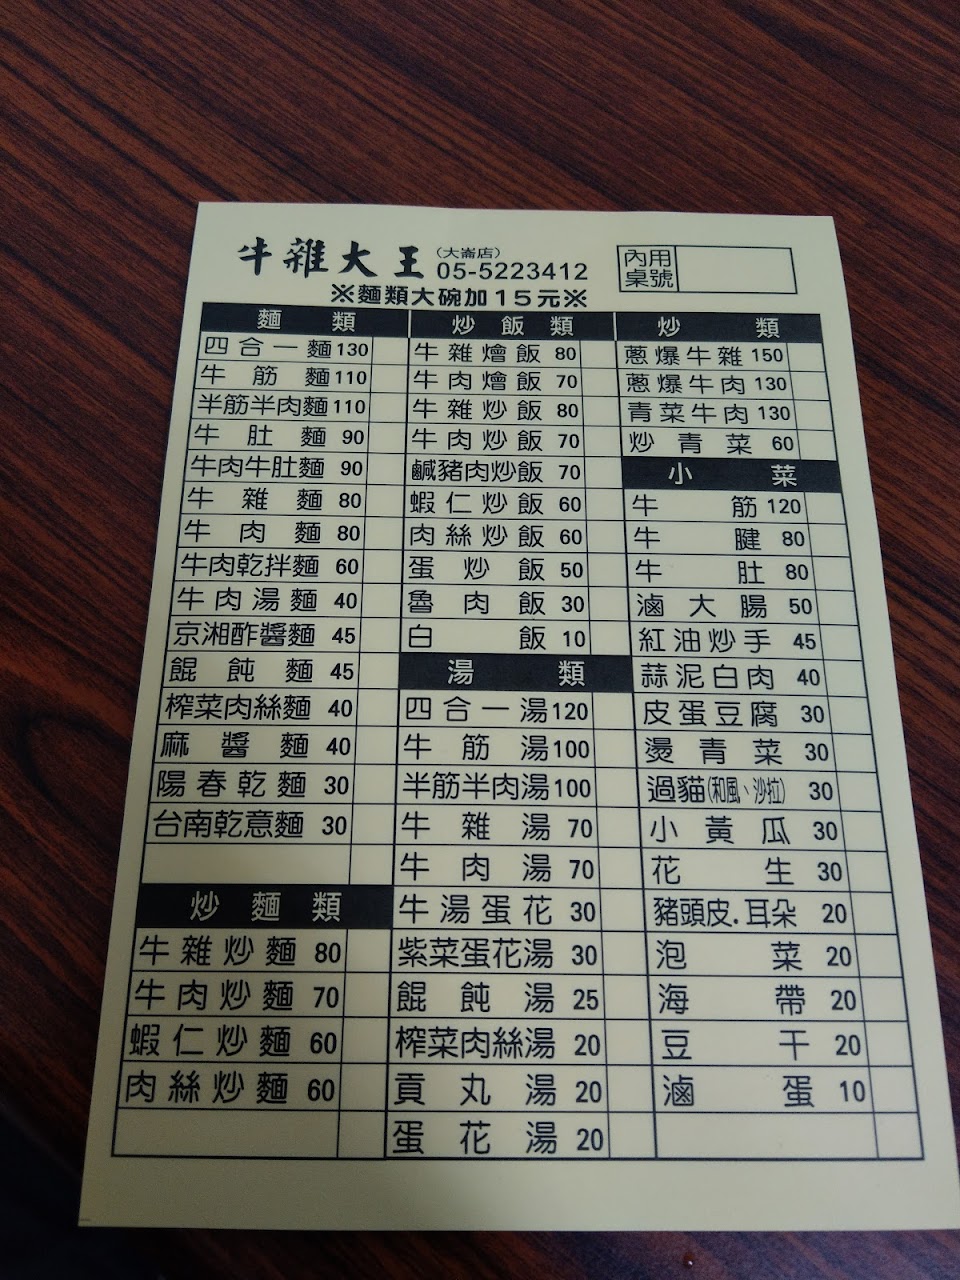 牛雜大王(大崙店)
05-5223412
※麵類大碗加15元※
內用
桌號
麵類
四合一麵 130
牛筋麵 110
半筋半肉麵 110
牛肚麵 90
牛肉牛肚麵 90
牛雜麵 80
牛肉麵 80
牛肉乾拌麵 60
牛肉湯麵 40
京湘酢醬麵 45
餛飩麵 45
榨菜肉絲麵 40
麻醬麵 40
陽春乾麵 30
台南乾意麵 30
炒麵類
牛雜炒麵 80
牛肉炒麵 70
蝦仁炒麵 60
肉絲炒麵 60
炒飯類
牛雜燴飯 80
牛肉燴飯 70
牛雜炒飯 80
牛肉炒飯 70
鹹豬肉炒飯 70
蝦仁炒飯 60
肉絲炒飯 60
蛋炒飯 50
魯肉飯 30
白飯 10
湯類
四合一湯 120
牛筋湯 100
半筋半肉湯 100
牛雜湯 70
牛肉湯 70
牛湯蛋花 30
紫菜蛋花湯 30
餛飩湯 25
榨菜肉絲湯 20
貢丸湯 20
蛋花湯 20
炒類
蔥爆牛雜 150
蔥爆牛肉 130
青菜牛肉 130
炒青菜 60
小菜
牛筋 120
牛腱 80
牛肚 80
滷大腸 50
紅油炒手 45
蒜泥白肉 40
皮蛋豆腐 30
燙青菜 30
過貓(和風、沙拉) 30
小黃瓜 30
花生 30
豬頭皮.耳朵 20
泡菜 20
海帶 20
豆干 20
滷蛋 10